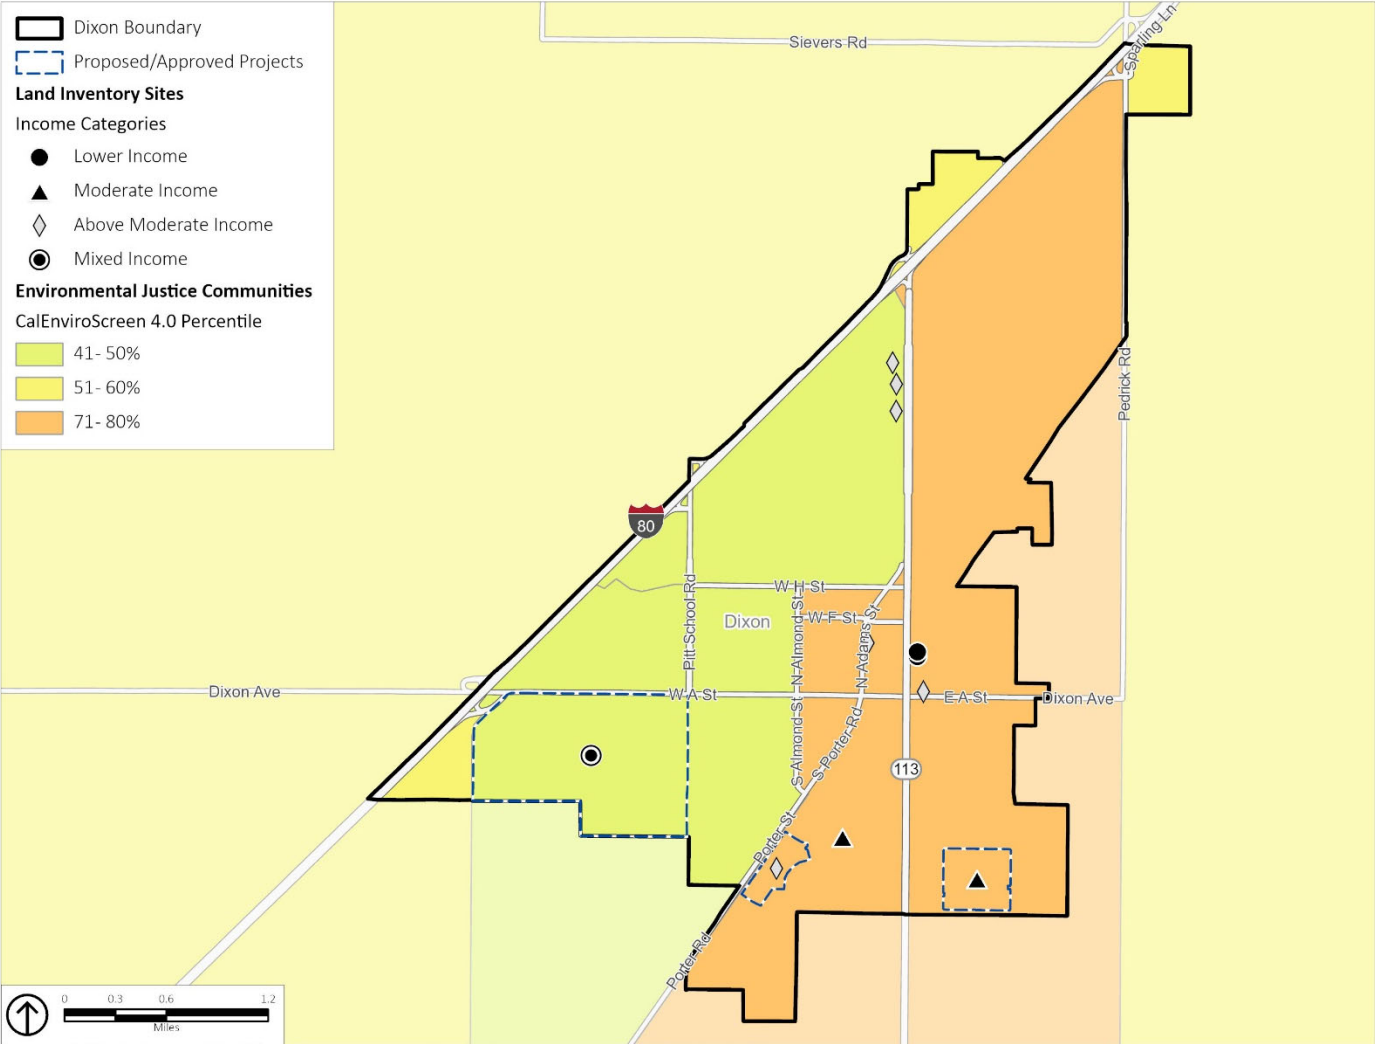 Dixon Boundary
Proposed/Approved Projects
Land Inventory Sites
Income Categories
Lower Income
Moderate Income
Above Moderate Income
Mixed Income
Environmental Justice Communities
CalEnviroScreen 4.0 Percentile
41- 50%
51- 60%
71- 80%
Sievers Rd
Sparling Ln
Pedrick Rd
80
Pitt School Rd
W H St
Dixon
N Almond St
W F St
N Adams St
Dixon Ave
W A St
E A St
Dixon Ave
S Almond St
S Porter Rd
113
Porter St
Porter Rd
0 0.3 0.6 1.2
Miles